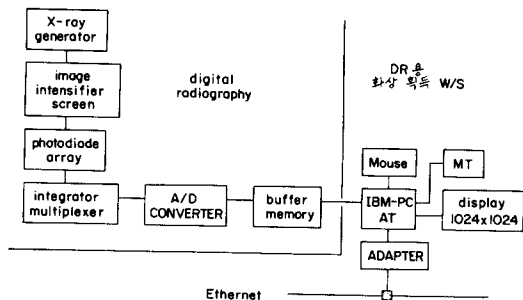 X-ray
generator
image
intensifier
screen
photodiode
array
integrator
multiplexer
digital
radiography
A/D
CONVERTER
buffer
memory
DR 용
화상 획득 W/S
Mouse
MT
IBM-PC
AT
display
1024x1024
ADAPTER
Ethernet